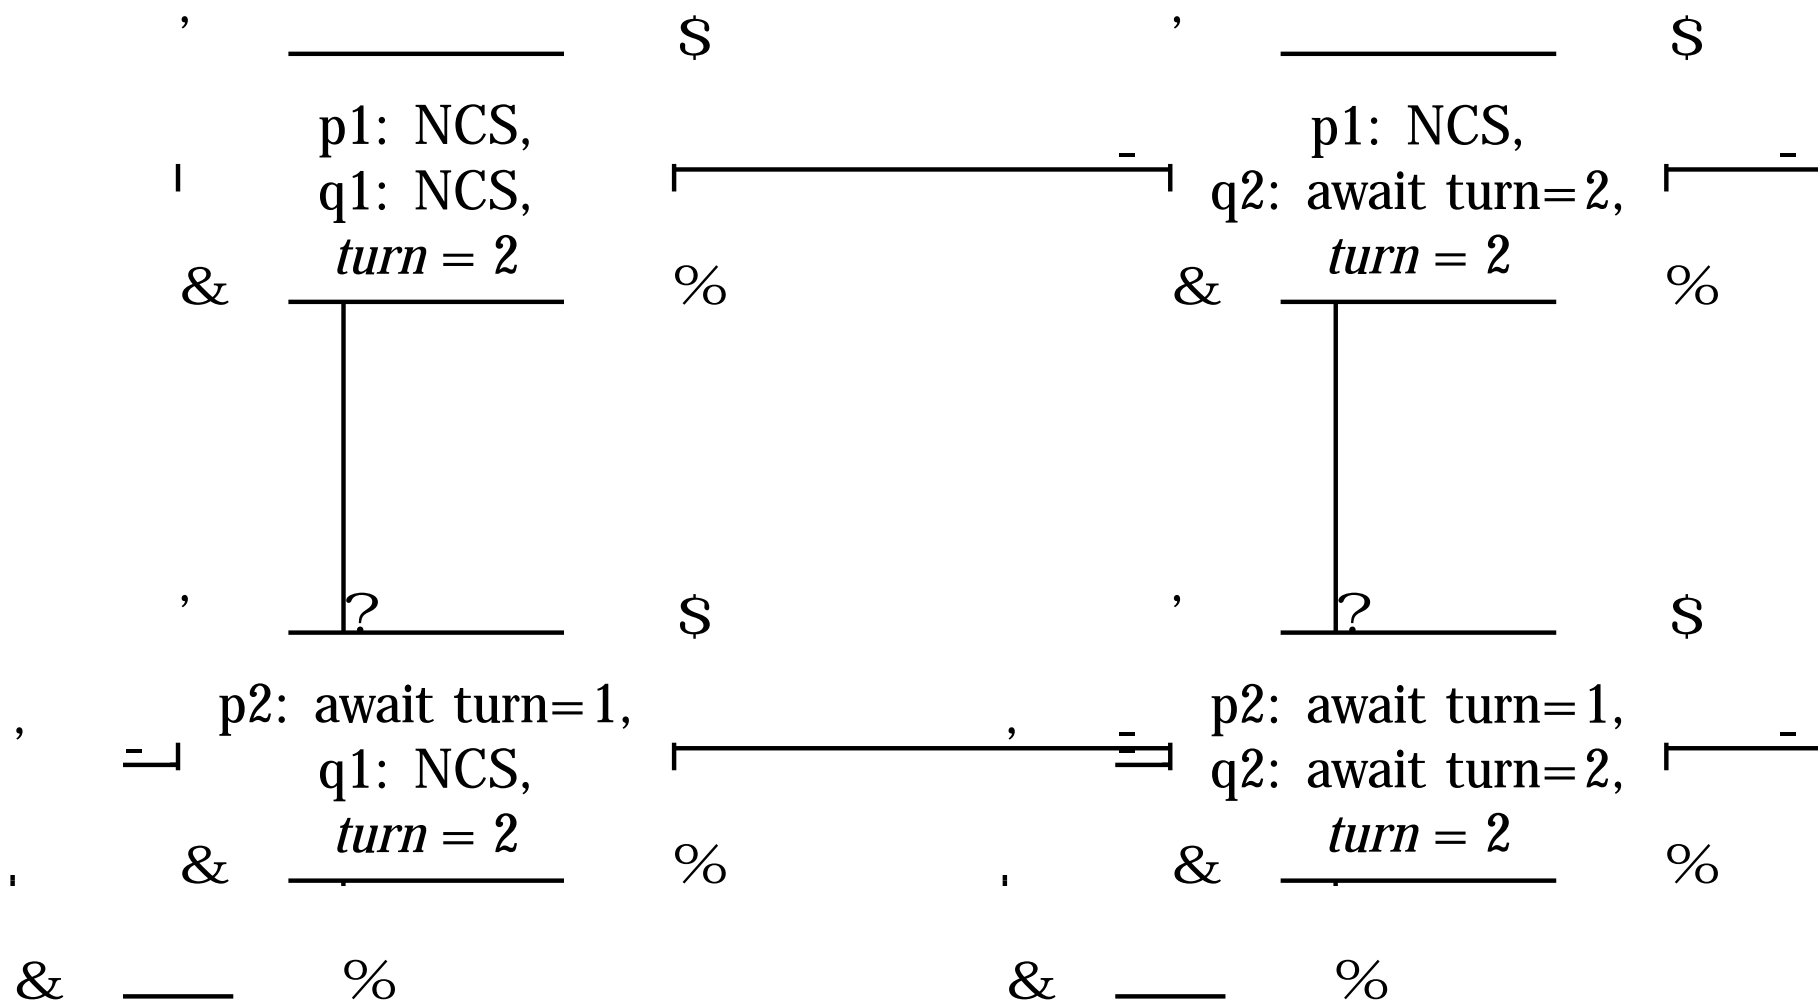 , $ , $
p1: NCS,
q1: NCS,
turn = 2
p1: NCS,
q2: await turn=2,
turn = 2
& % & %
, ? $ , ? $
p2: await turn=1,
q1: NCS,
turn = 2
p2: await turn=1,
q2: await turn=2,
turn = 2
, ,
& % & %
& % & %